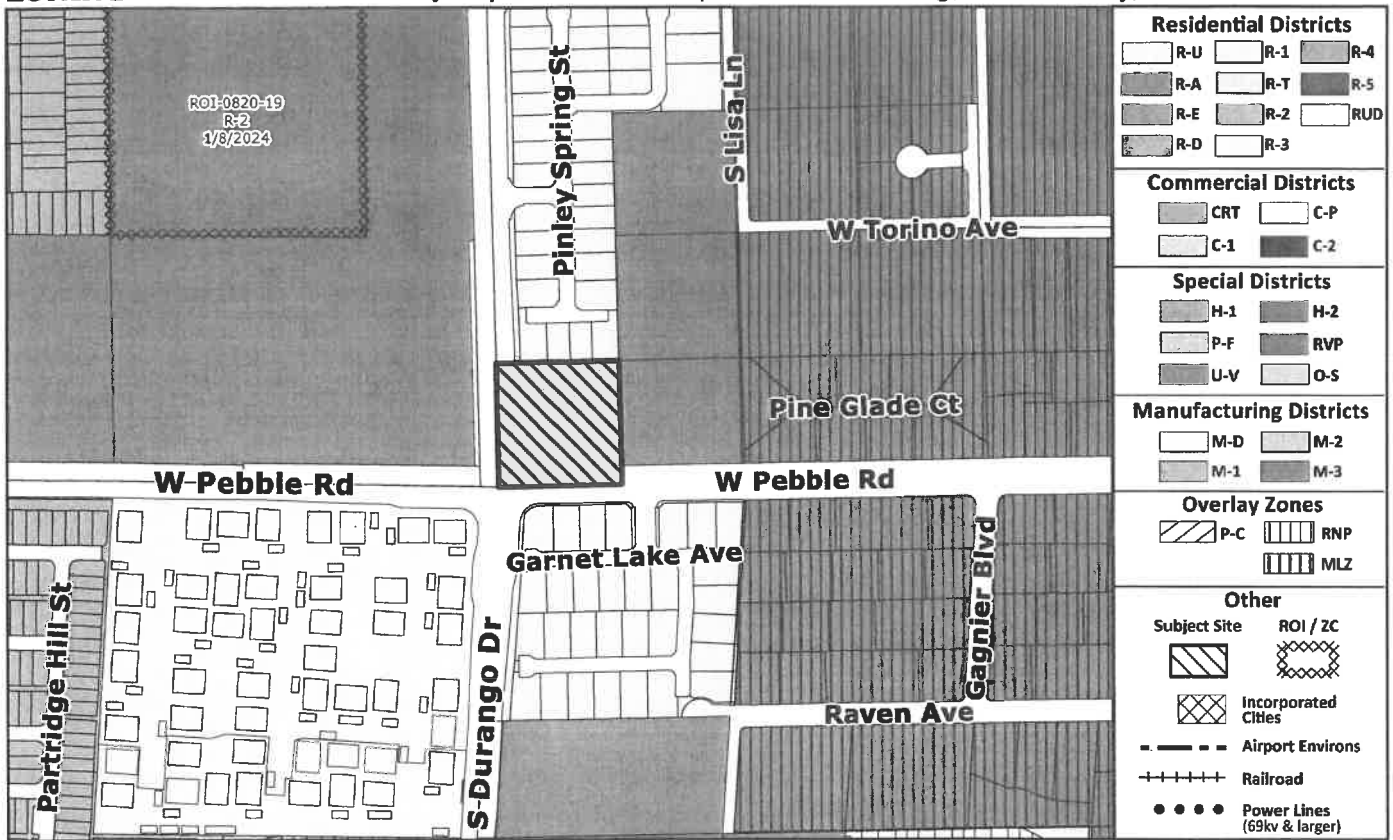 ROI-0820-19
R-2
1/8/2024
Pinley Spring St
S Lisa Ln
W Torino Ave
Pine Glade Ct
W Pebble Rd
W Pebble Rd
Garnet Lake Ave
Gagnier Blvd
Partridge Hill St
S Durango Dr
Raven Ave
Residential Districts
R-U R-1 R-4
R-A R-T R-5
R-E R-2 RUD
R-D R-3
Commercial Districts
CRT C-P
C-1 C-2
Special Districts
H-1 H-2
P-F RVP
U-V O-S
Manufacturing Districts
M-D M-2
M-1 M-3
Overlay Zones
P-C RNP
MLZ
Other
Subject Site ROI / ZC
Incorporated
Cities
Airport Environs
Railroad
Power Lines
(69kv & larger)